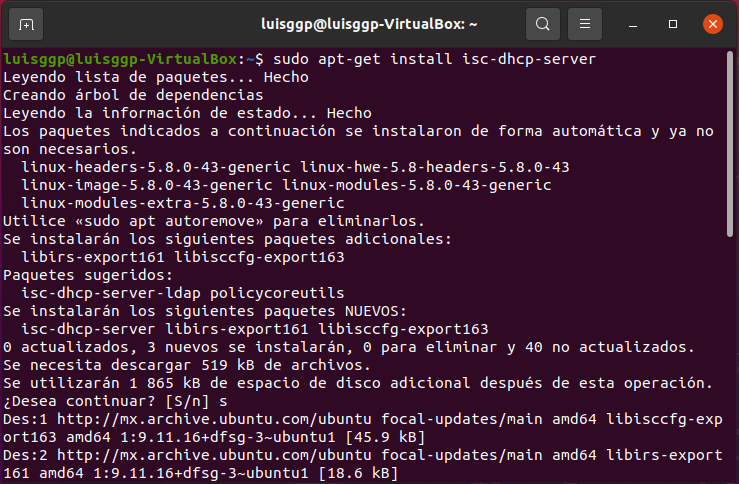 luisggp@luisggp-VirtualBox: ~
luisggp@luisggp-VirtualBox:~$ sudo apt-get install isc-dhcp-server
Leyendo lista de paquetes... Hecho
Creando árbol de dependencias
Leyendo la información de estado... Hecho
Los paquetes indicados a continuación se instalaron de forma automática y ya no
son necesarios.
  linux-headers-5.8.0-43-generic linux-hwe-5.8-headers-5.8.0-43
  linux-image-5.8.0-43-generic linux-modules-5.8.0-43-generic
  linux-modules-extra-5.8.0-43-generic
Utilice «sudo apt autoremove» para eliminarlos.
Se instalarán los siguientes paquetes adicionales:
  libirs-export161 libisccfg-export163
Paquetes sugeridos:
  isc-dhcp-server-ldap policycoreutils
Se instalarán los siguientes paquetes NUEVOS:
  isc-dhcp-server libirs-export161 libisccfg-export163
0 actualizados, 3 nuevos se instalarán, 0 para eliminar y 40 no actualizados.
Se necesita descargar 519 kB de archivos.
Se utilizarán 1 865 kB de espacio de disco adicional después de esta operación.
¿Desea continuar? [S/n] s
Des:1 http://mx.archive.ubuntu.com/ubuntu focal-updates/main amd64 libisccfg-exp
ort163 amd64 1:9.11.16+dfsg-3~ubuntu1 [45.9 kB]
Des:2 http://mx.archive.ubuntu.com/ubuntu focal-updates/main amd64 libirs-export
161 amd64 1:9.11.16+dfsg-3~ubuntu1 [18.6 kB]